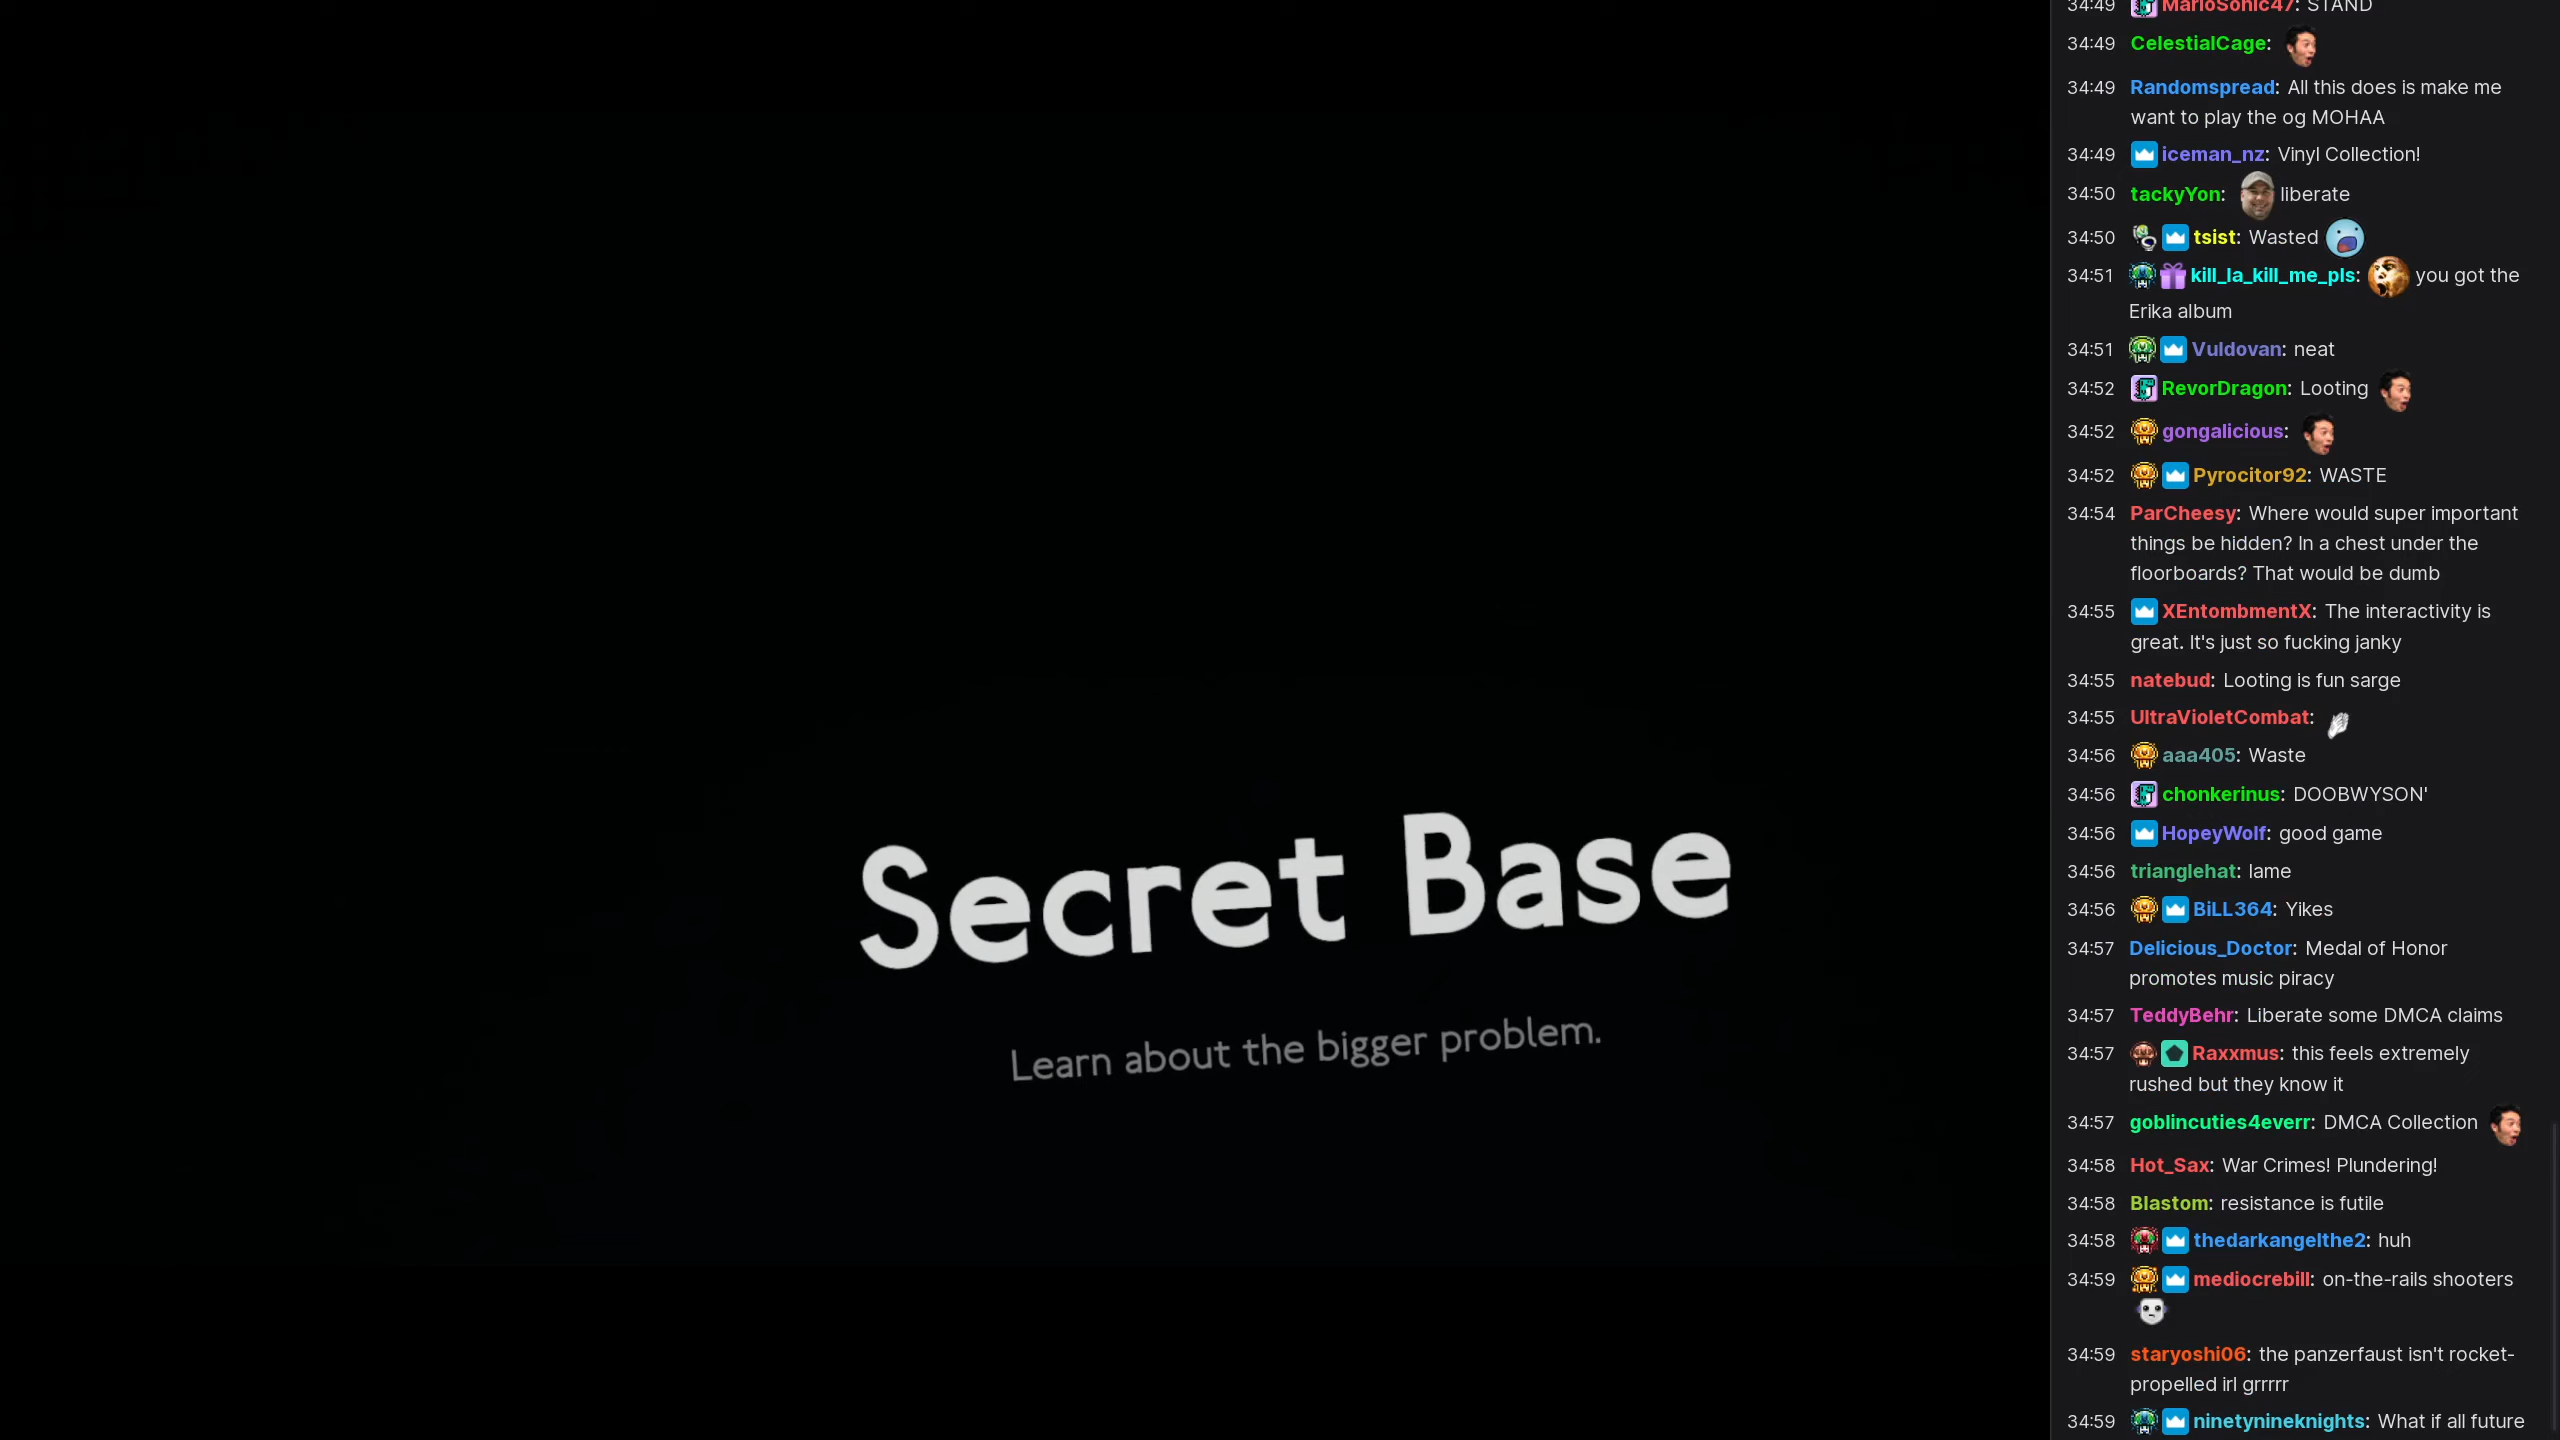 Secret Base
Learn about the bigger problem.
34:49 MarioSonic47: STAND
34:49 CelestialCage:
34:49 Randomspread: All this does is make me
want to play the og MOHAA
34:49 iceman_nz: Vinyl Collection!
34:50 tackyYon: liberate
34:50 tsist: Wasted
34:51 kill_la_kill_me_pls: you got the
Erika album
34:51 Vuldovan: neat
34:52 RevorDragon: Looting
34:52 gongalicious:
34:52 Pyrocitor92: WASTE
34:54 ParCheesy: Where would super important
things be hidden? In a chest under the
floorboards? That would be dumb
34:55 XEntombmentX: The interactivity is
great. It's just so fucking janky
34:55 natebud: Looting is fun sarge
34:55 UltraVioletCombat:
34:56 aaa405: Waste
34:56 chonkerinus: DOOBWYSON'
34:56 HopeyWolf: good game
34:56 trianglehat: lame
34:56 BiLL364: Yikes
34:57 Delicious_Doctor: Medal of Honor
promotes music piracy
34:57 TeddyBehr: Liberate some DMCA claims
34:57 Raxxmus: this feels extremely
rushed but they know it
34:57 goblincuties4everr: DMCA Collection
34:58 Hot_Sax: War Crimes! Plundering!
34:58 Blastom: resistance is futile
34:58 thedarkangelthe2: huh
34:59 mediocrebill: on-the-rails shooters
34:59 staryoshi06: the panzerfaust isn't rocket-
propelled irl grrrrr
34:59 ninetynineknights: What if all future